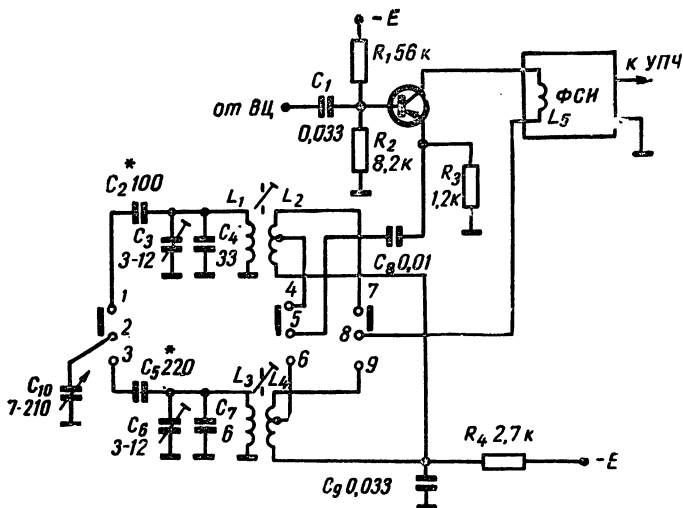 - E
R₁ 56 к
C₁
от ВЦ
0,033
R₂
8,2к
R₃
1,2к
к УПЧ
ФСИ
L₅
*
C₂ 100
C₃
3-12
C₄
33
L₁
L₂
C₈ 0,01
1
2
3
4
5
6
7
8
9
C₁₀
7-210
*
C₅ 220
C₆
3-12
C₇
6
L₃
L₄
R₄ 2,7 к
-E
C₉ 0,033